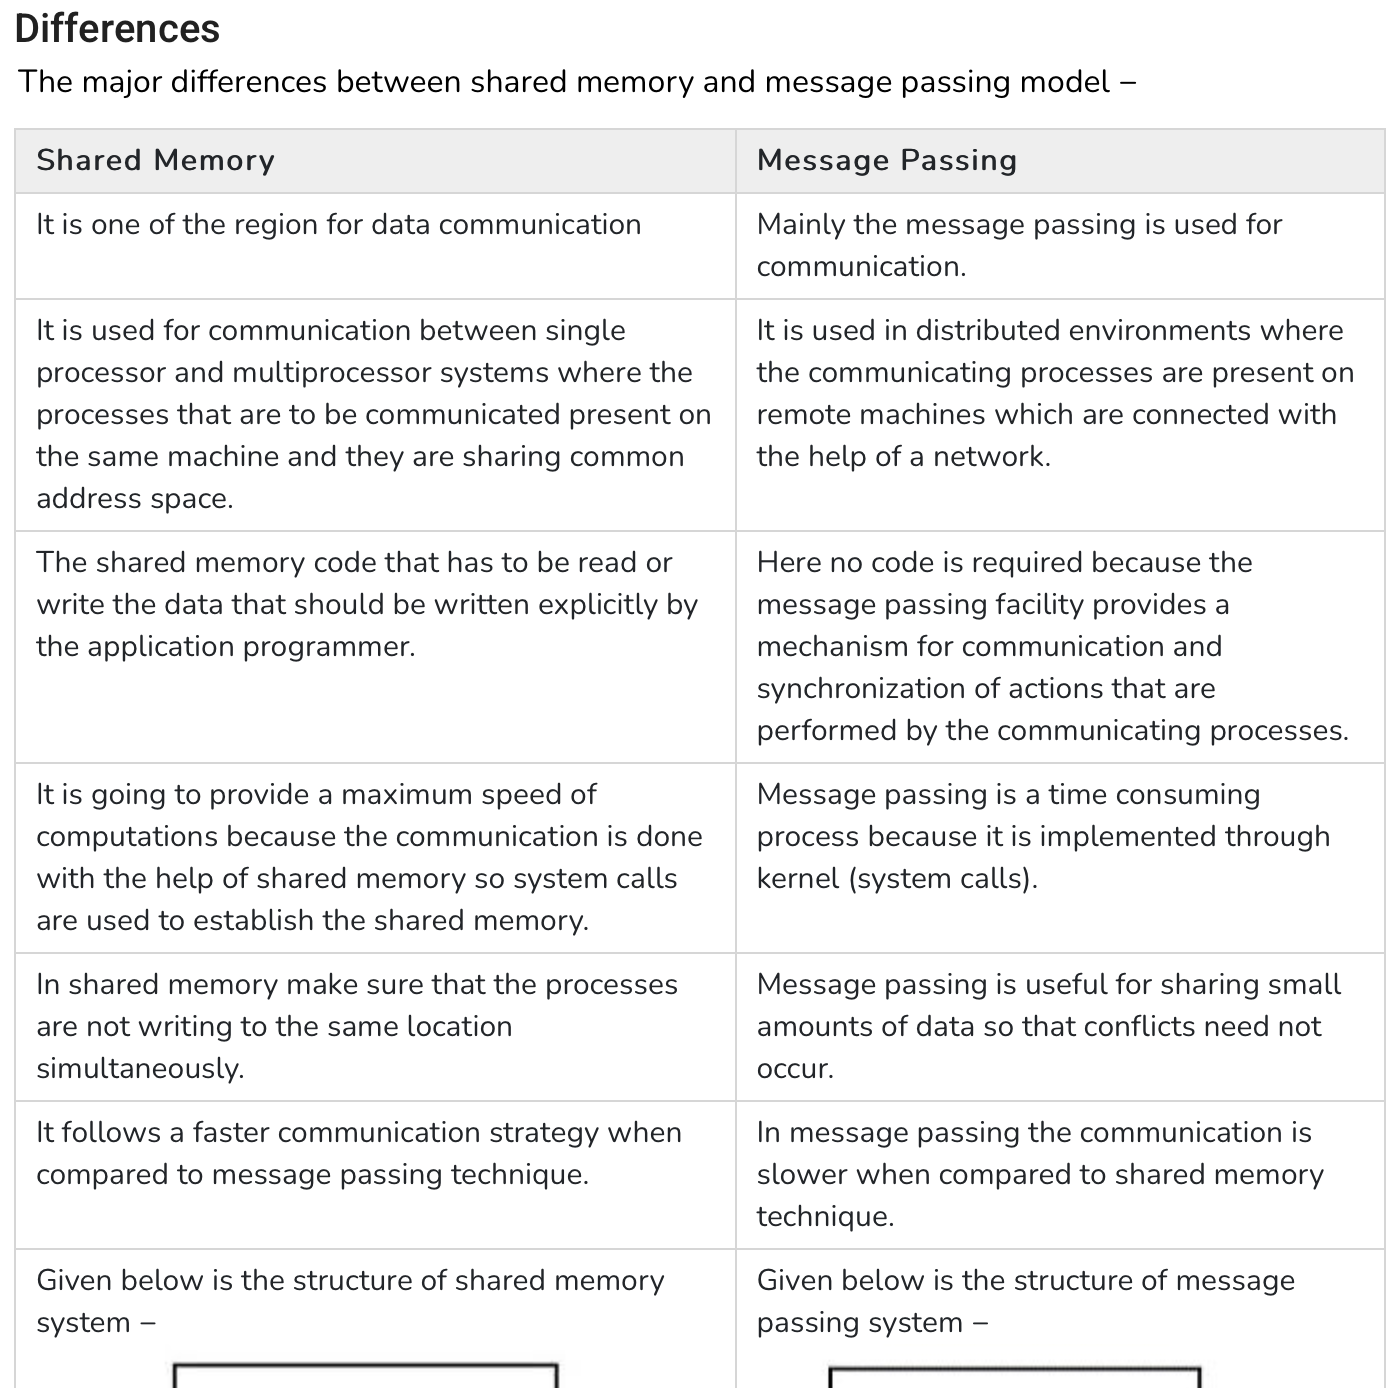 Differences
The major differences between shared memory and message passing model –
Shared Memory
Message Passing
It is one of the region for data communication
Mainly the message passing is used for
communication.
It is used for communication between single
processor and multiprocessor systems where the
processes that are to be communicated present on
the same machine and they are sharing common
address space.
It is used in distributed environments where
the communicating processes are present on
remote machines which are connected with
the help of a network.
The shared memory code that has to be read or
write the data that should be written explicitly by
the application programmer.
Here no code is required because the
message passing facility provides a
mechanism for communication and
synchronization of actions that are
performed by the communicating processes.
It is going to provide a maximum speed of
computations because the communication is done
with the help of shared memory so system calls
are used to establish the shared memory.
Message passing is a time consuming
process because it is implemented through
kernel (system calls).
In shared memory make sure that the processes
are not writing to the same location
simultaneously.
Message passing is useful for sharing small
amounts of data so that conflicts need not
occur.
It follows a faster communication strategy when
compared to message passing technique.
In message passing the communication is
slower when compared to shared memory
technique.
Given below is the structure of shared memory
system –
Given below is the structure of message
passing system –